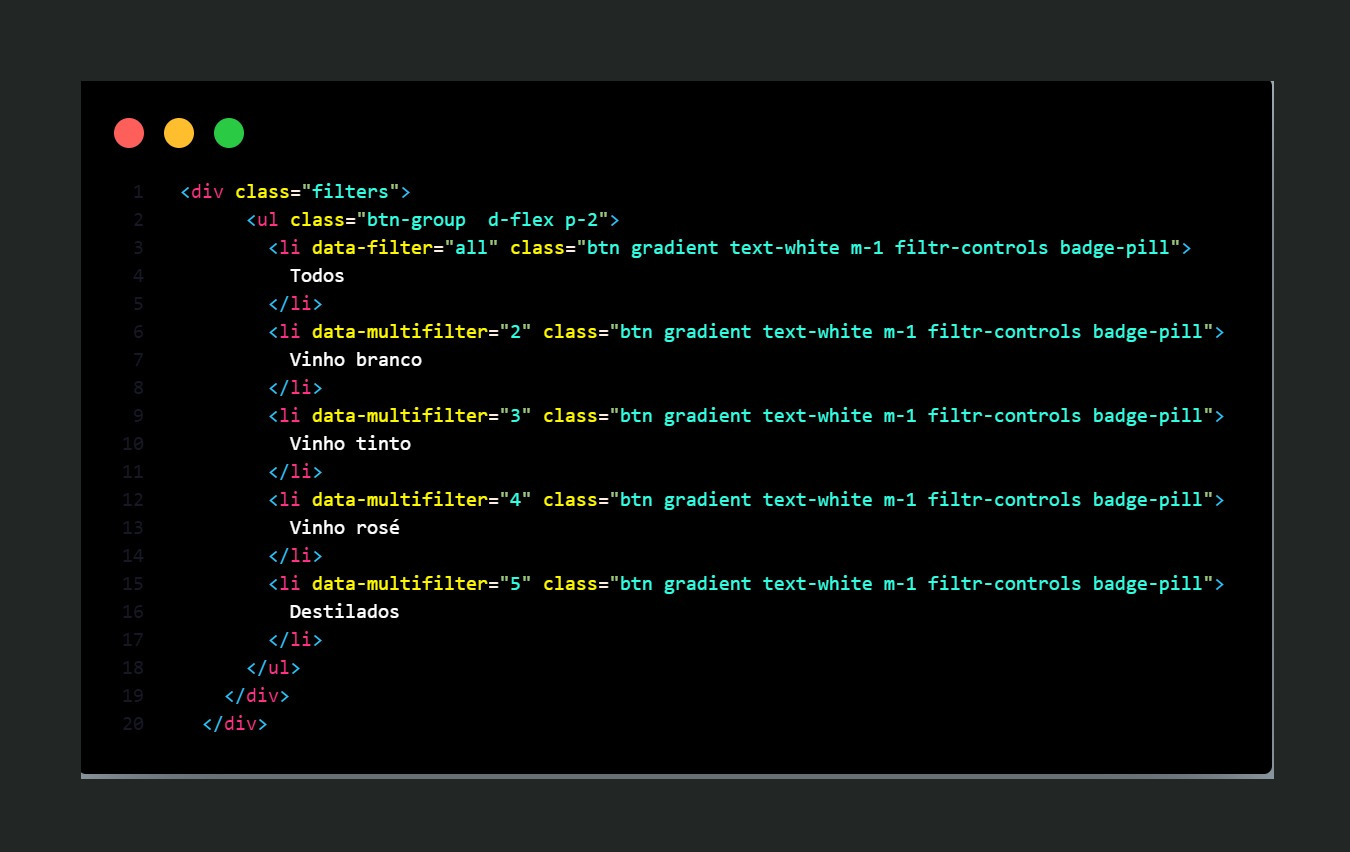 1 <div class="filters">
2 <ul class="btn-group  d-flex p-2">
3 <li data-filter="all" class="btn gradient text-white m-1 filtr-controls badge-pill">
4 Todos
5 </li>
6 <li data-multifilter="2" class="btn gradient text-white m-1 filtr-controls badge-pill">
7 Vinho branco
8 </li>
9 <li data-multifilter="3" class="btn gradient text-white m-1 filtr-controls badge-pill">
10 Vinho tinto
11 </li>
12 <li data-multifilter="4" class="btn gradient text-white m-1 filtr-controls badge-pill">
13 Vinho rosé
14 </li>
15 <li data-multifilter="5" class="btn gradient text-white m-1 filtr-controls badge-pill">
16 Destilados
17 </li>
18 </ul>
19 </div>
20 </div>